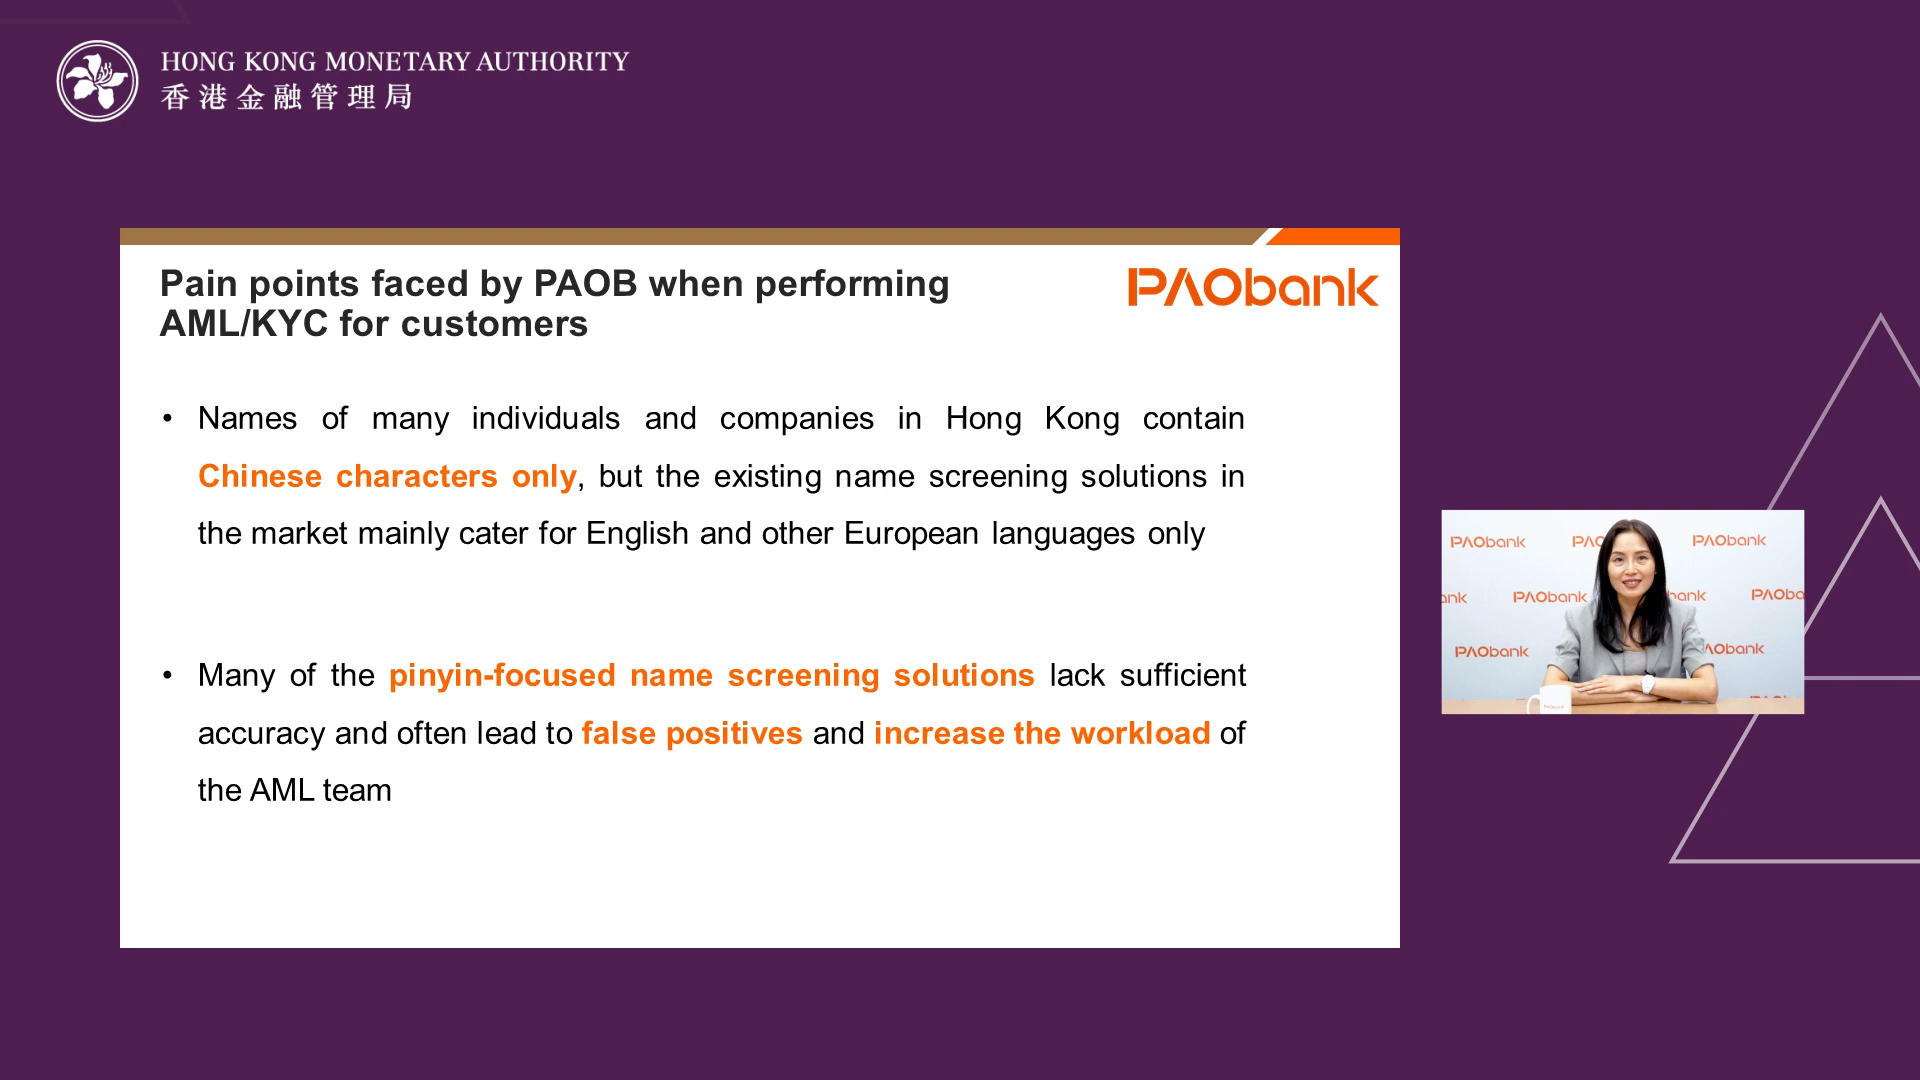 HONG KONG MONETARY AUTHORITY
香港金融管理局
Pain points faced by PAOB when performing
AML/KYC for customers
PAObank
• Names of many individuals and companies in Hong Kong contain
Chinese characters only, but the existing name screening solutions in
the market mainly cater for English and other European languages only
• Many of the pinyin-focused name screening solutions lack sufficient
accuracy and often lead to false positives and increase the workload of
the AML team
PAObank PAO PAObank
ank PAObank bank PAOba
PAObank AObank